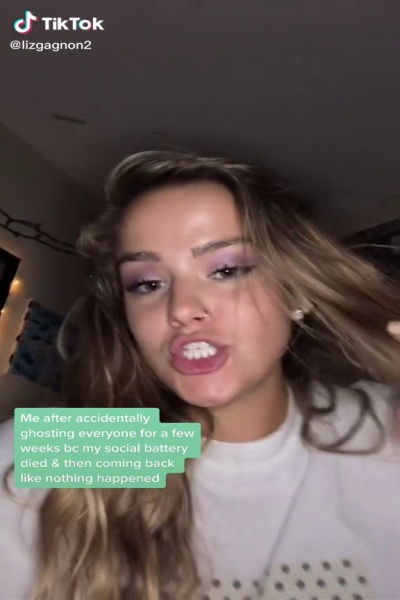 TikTok
@lizgagnon2
Me after accidentally
ghosting everyone for a few
weeks bc my social battery
died & then coming back
like nothing happened